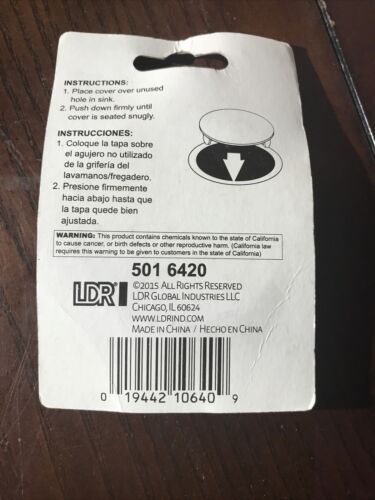 INSTRUCTIONS:
1. Place cover over unused
hole in sink.
2. Push down firmly until
cover is seated snugly.
INSTRUCCIONES:
1. Coloque la tapa sobre
el agujero no utilizado
de la grifería del
lavamanos/fregadero.
2. Presione firmemente
hacia abajo hasta que
la tapa quede bien
ajustada.
WARNING: This product contains chemicals known to the state of California
to cause cancer, or birth defects or other reproductive harm. (California law
requires this warning to be given to customers in the state of California)
501 6420
LDR
©2015 ALL RIGHTS RESERVED
LDR GLOBAL INDUSTRIES LLC
CHICAGO, IL 60624
WWW.LDRIND.COM
MADE IN CHINA / HECHO EN CHINA
0 19442 10640 9